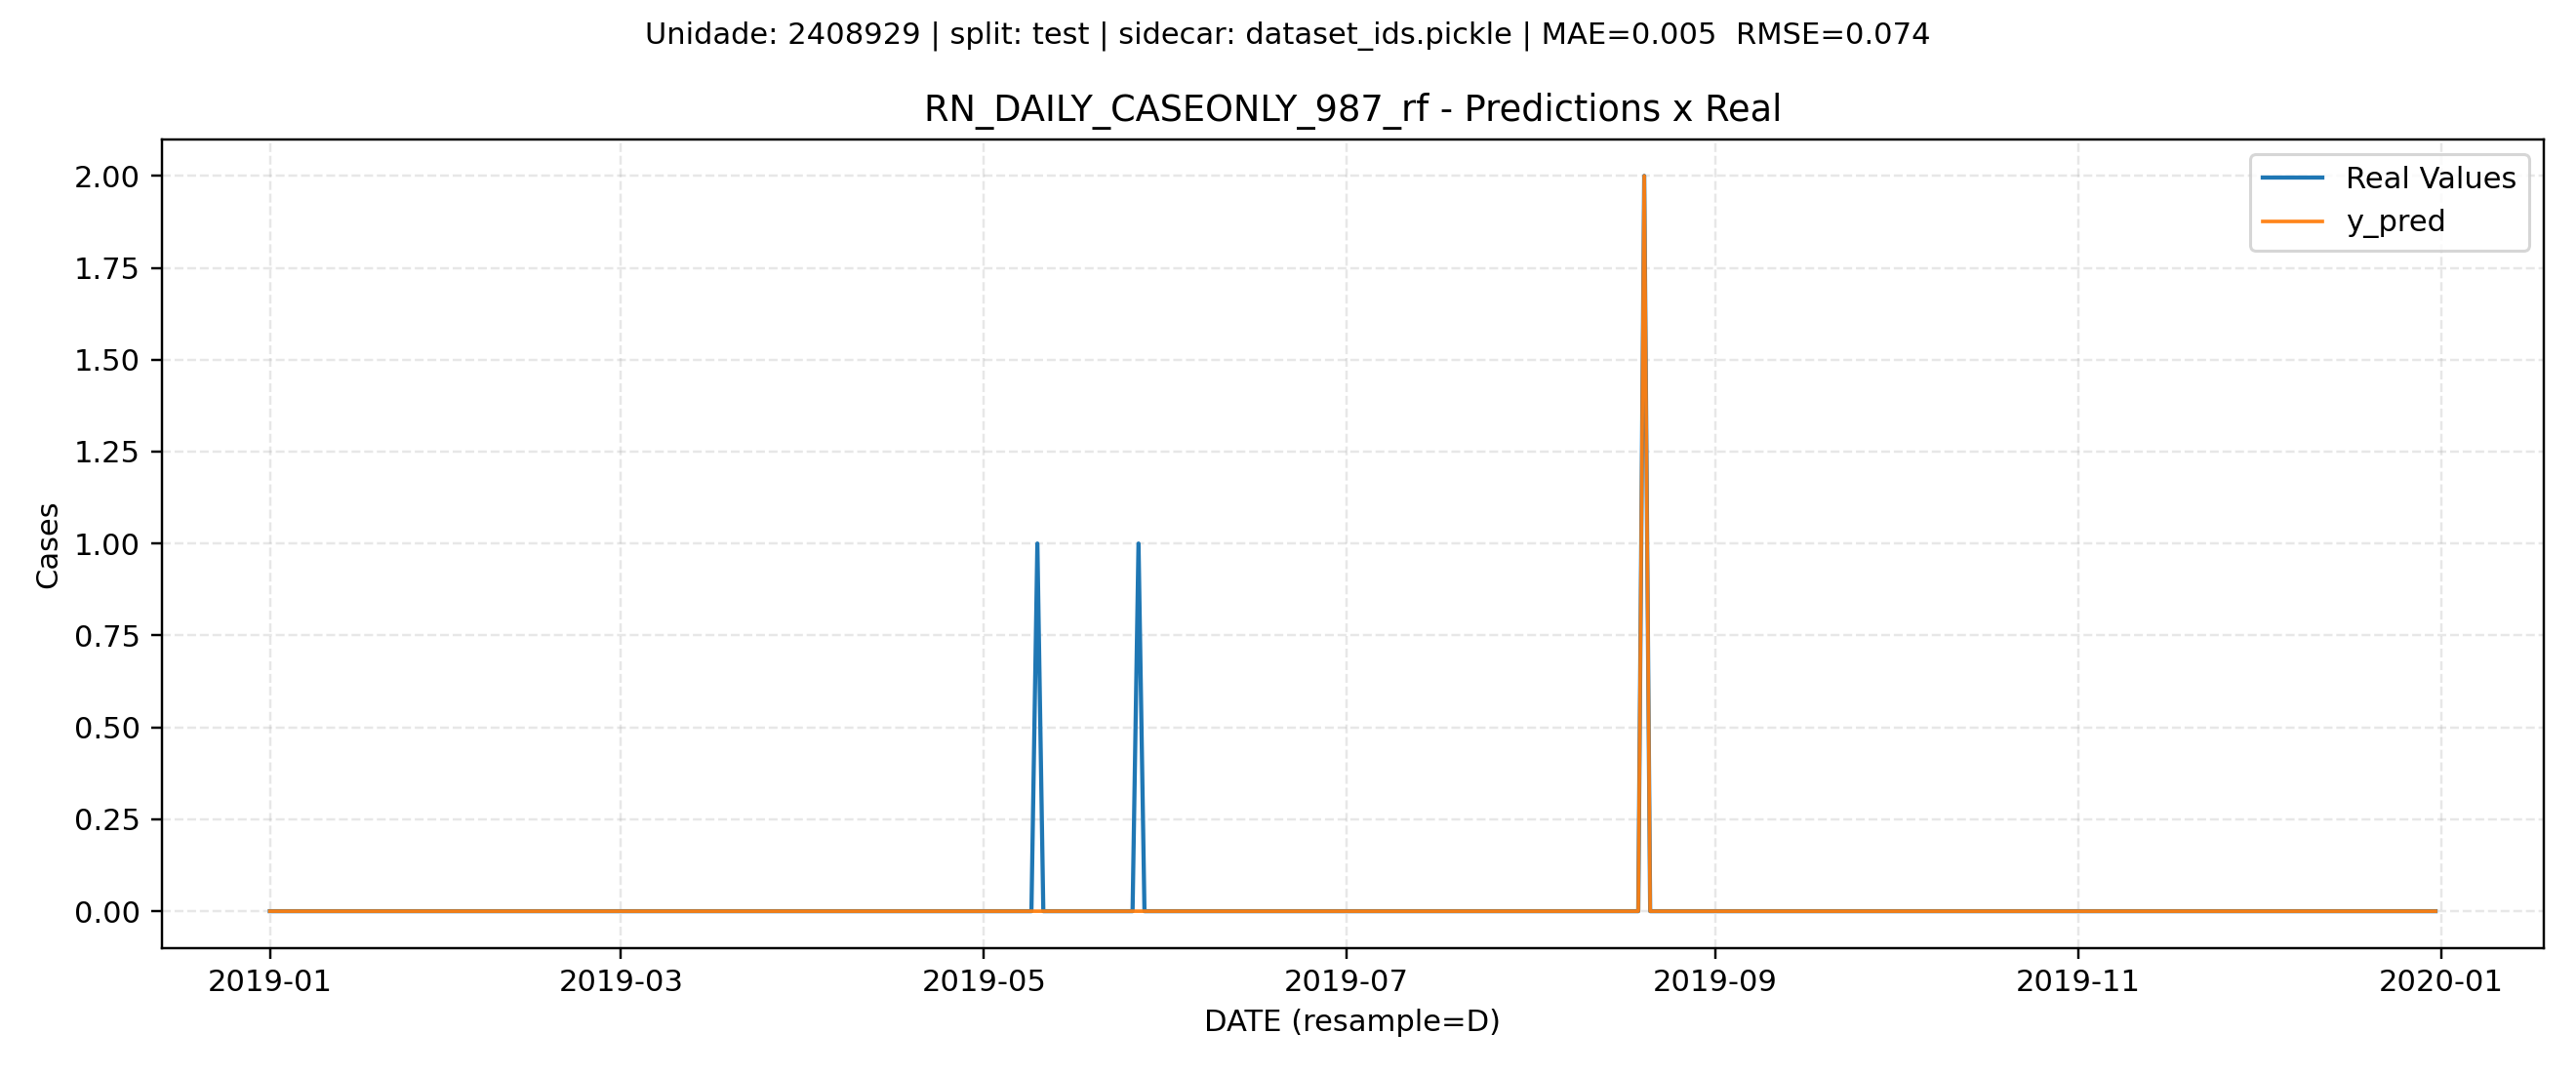 Unidade: 2408929 | split: test | sidecar: dataset_ids.pickle | MAE=0.005  RMSE=0.074
RN_DAILY_CASEONLY_987_rf - Predictions x Real
Real Values
y_pred
2.00
1.75
1.50
1.25
1.00
0.75
0.50
0.25
0.00
Cases
2019-01
2019-03
2019-05
2019-07
2019-09
2019-11
2020-01
DATE (resample=D)